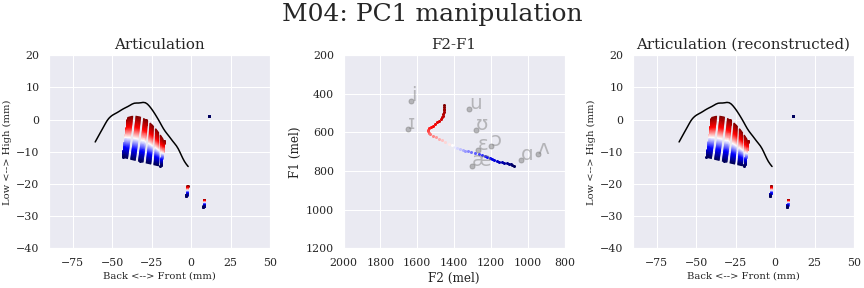 M04: PC1 manipulation
Articulation
F2-F1
Articulation (reconstructed)
20
10
0
−10
−20
−30
−40
−75
−50
−25
0
25
50
Low <--> High (mm)
Back <--> Front (mm)
200
400
600
800
1000
1200
2000
1800
1600
1400
1200
1000
800
F1 (mel)
F2 (mel)
i
ɪ
u
ʊ
ɛ
ɔ
ɑ
ʌ
20
10
0
−10
−20
−30
−40
−75
−50
−25
0
25
50
Low <--> High (mm)
Back <--> Front (mm)